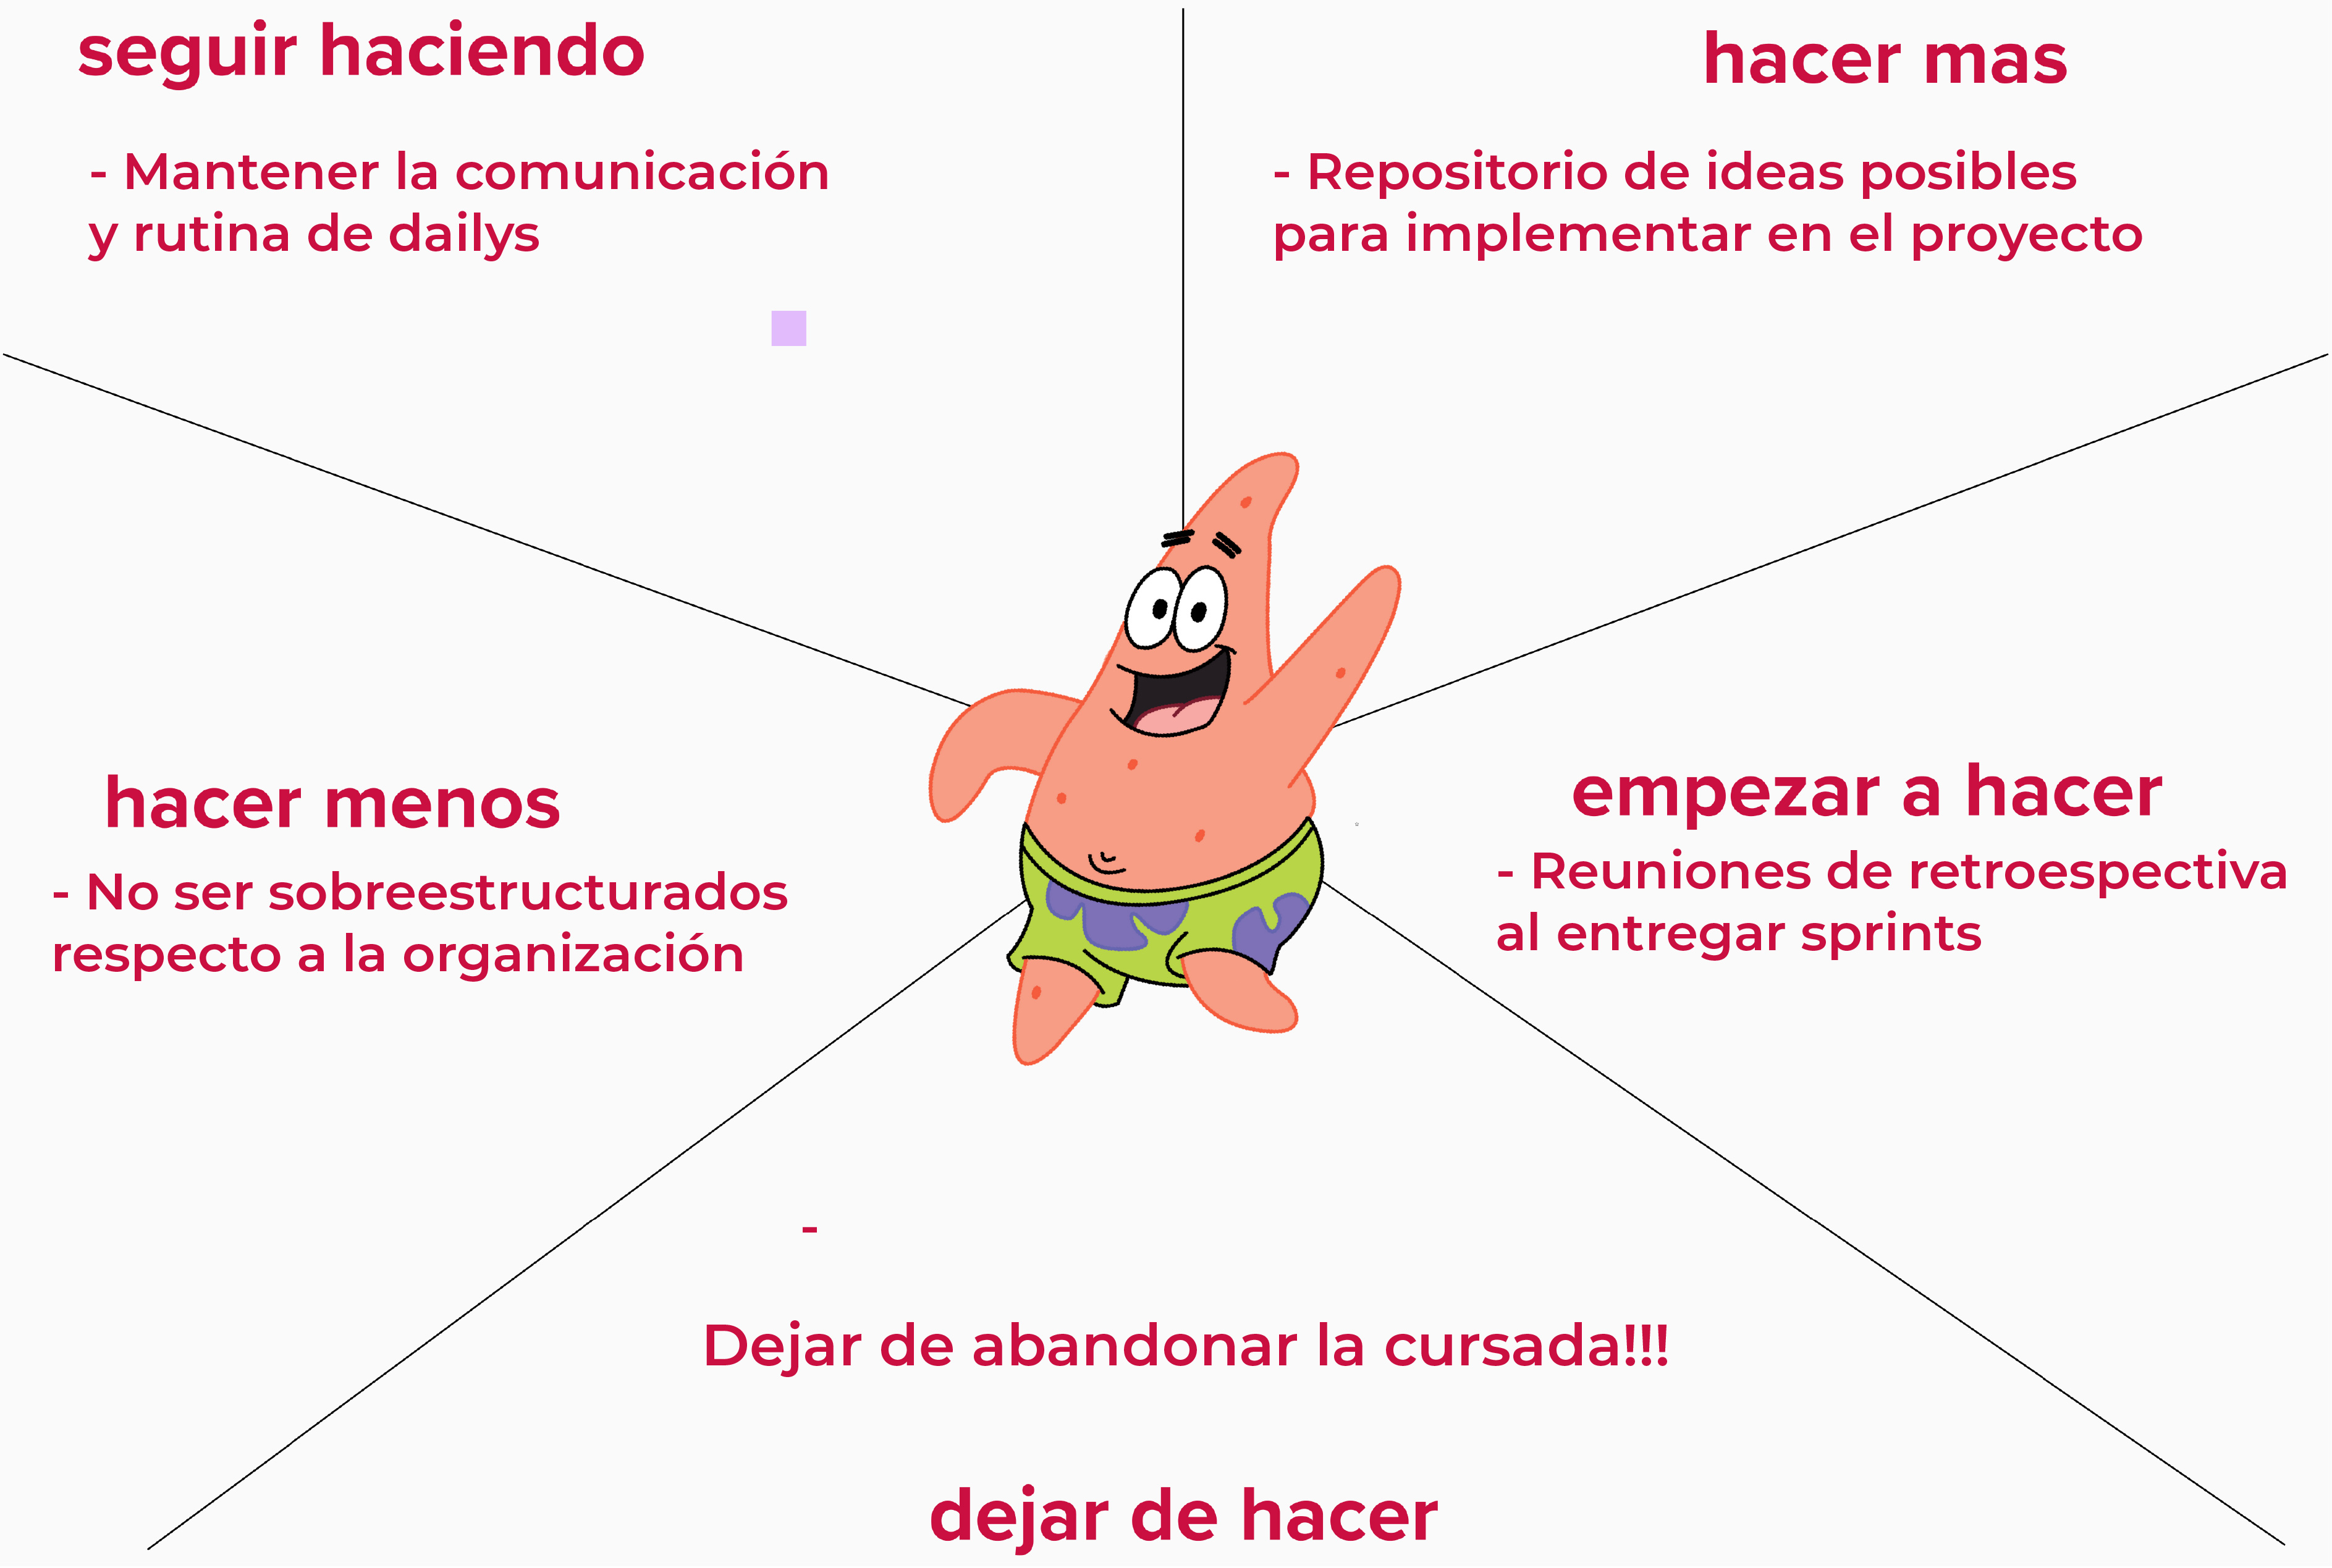 seguir haciendo
- Mantener la comunicación
y rutina de dailys
hacer mas
- Repositorio de ideas posibles
para implementar en el proyecto
hacer menos
- No ser sobreestructurados
respecto a la organización
empezar a hacer
- Reuniones de retroespectiva
al entregar sprints
-
Dejar de abandonar la cursada!!!
dejar de hacer